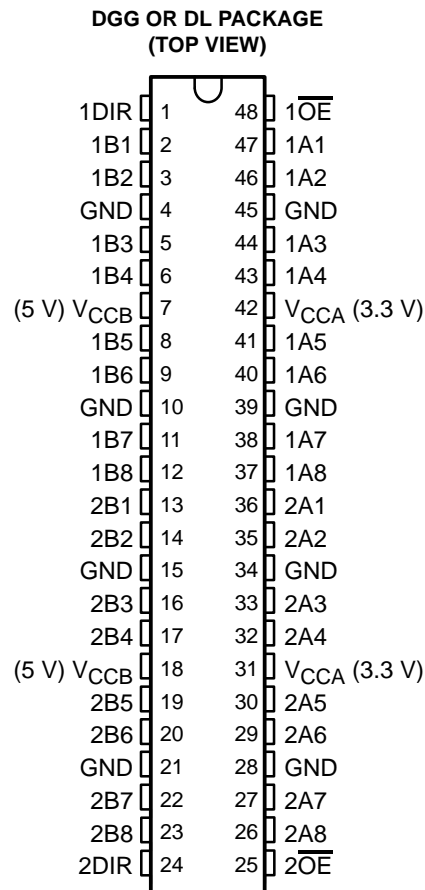 DGG OR DL PACKAGE
(TOP VIEW)
1DIR 1 48 1O̅E̅
1B1 2 47 1A1
1B2 3 46 1A2
GND 4 45 GND
1B3 5 44 1A3
1B4 6 43 1A4
(5 V) VCCB 7 42 VCCA (3.3 V)
1B5 8 41 1A5
1B6 9 40 1A6
GND 10 39 GND
1B7 11 38 1A7
1B8 12 37 1A8
2B1 13 36 2A1
2B2 14 35 2A2
GND 15 34 GND
2B3 16 33 2A3
2B4 17 32 2A4
(5 V) VCCB 18 31 VCCA (3.3 V)
2B5 19 30 2A5
2B6 20 29 2A6
GND 21 28 GND
2B7 22 27 2A7
2B8 23 26 2A8
2DIR 24 25 2O̅E̅